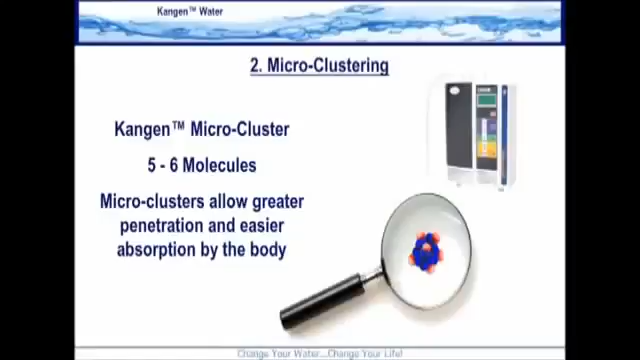 Kangen™ Water
2. Micro-Clustering
Kangen™ Micro-Cluster
5 - 6 Molecules
Micro-clusters allow greater
penetration and easier
absorption by the body
Change Your Water...Change Your Life!